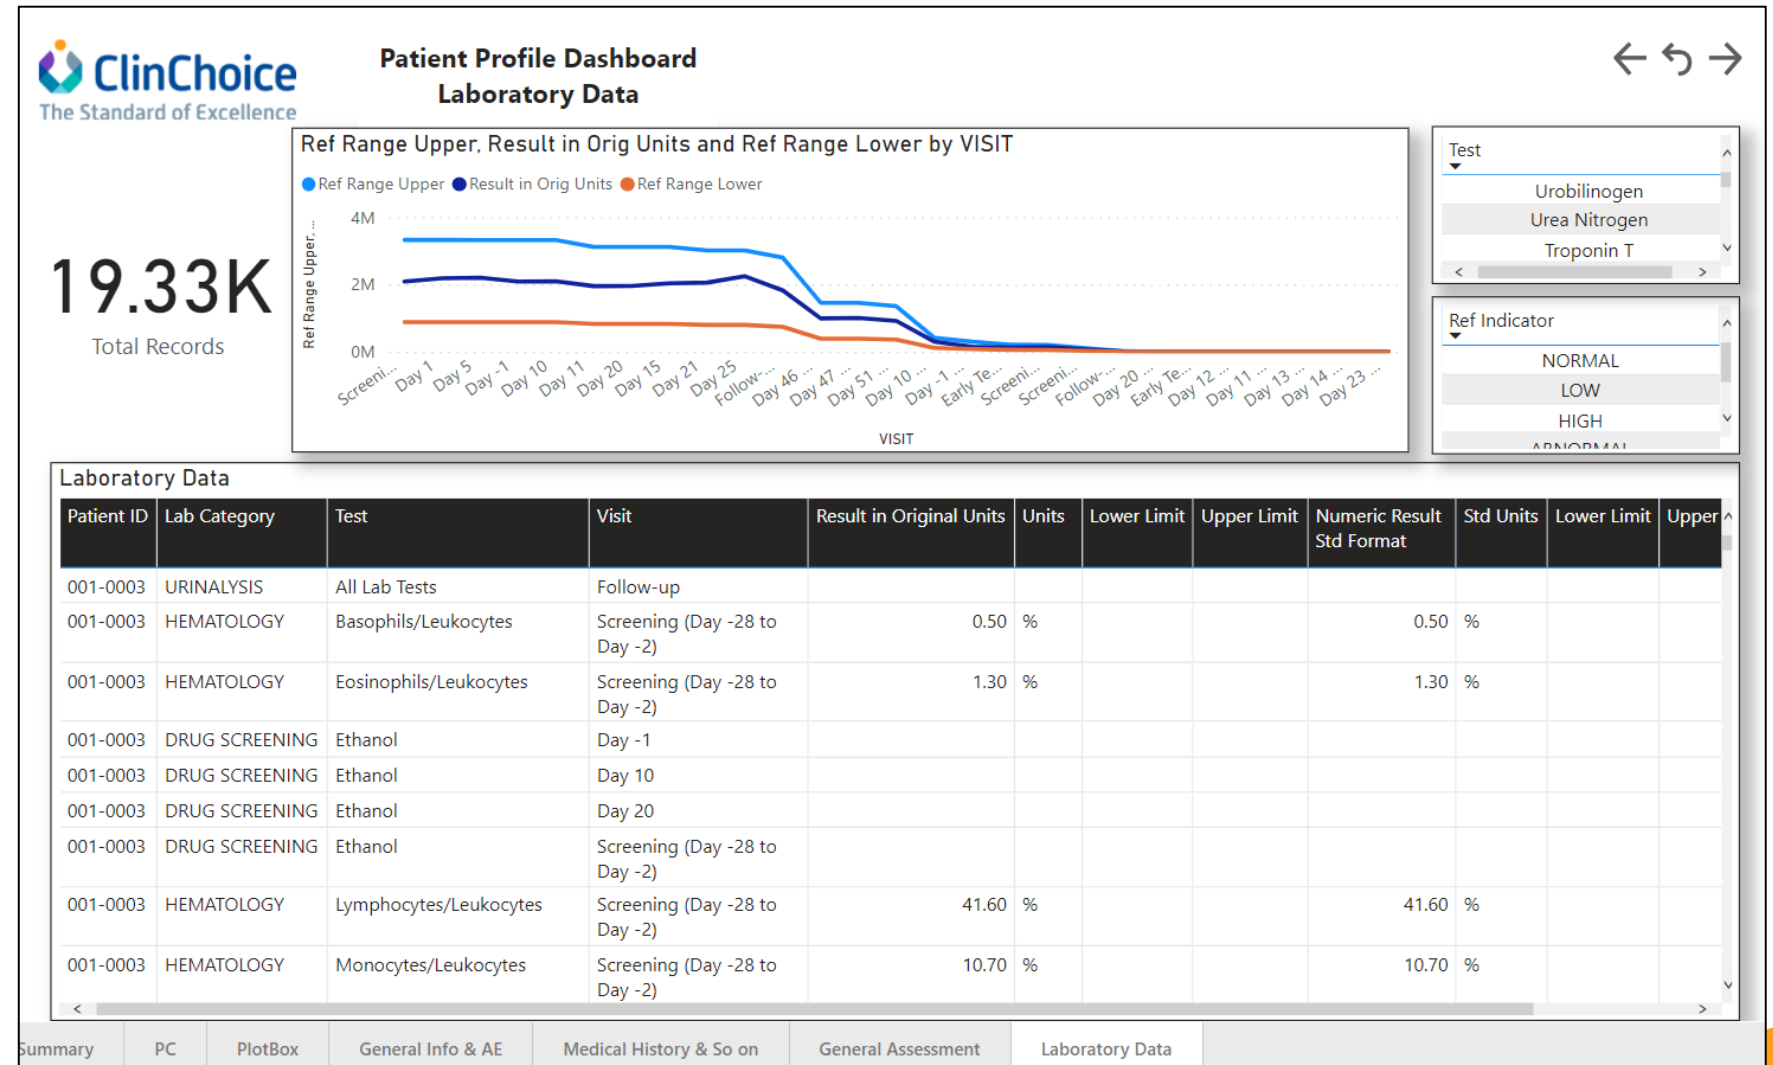 ClinChoice
The Standard of Excellence
Patient Profile Dashboard
Laboratory Data
19.33K
Total Records
Ref Range Upper, Result in Orig Units and Ref Range Lower by VISIT
Ref Range Upper Result in Orig Units Ref Range Lower
Ref Range Upper, ...
4M
2M
0M
Screeni... Day 1 Day 5 Day -1 Day 10 Day 11 Day 20 Day 15 Day 21 Day 25 Follow-... Day 46 ... Day 47 ... Day 51 ... Day 10 ... Day -1 ... Early Te... Screeni... Screeni... Follow-... Day 20 ... Early Te... Day 12 ... Day 11 ... Day 13 ... Day 14 ... Day 23 ...
VISIT
Test
Urobilinogen
Urea Nitrogen
Troponin T
Ref Indicator
NORMAL
LOW
HIGH
ABNORMAL
Laboratory Data
Patient ID Lab Category Test Visit Result in Original Units Units Lower Limit Upper Limit Numeric Result Std Units Lower Limit Upper
Std Format
001-0003 URINALYSIS All Lab Tests Follow-up
001-0003 HEMATOLOGY Basophils/Leukocytes Screening (Day -28 to 0.50 % 0.50 %
Day -2)
001-0003 HEMATOLOGY Eosinophils/Leukocytes Screening (Day -28 to 1.30 % 1.30 %
Day -2)
001-0003 DRUG SCREENING Ethanol Day -1
001-0003 DRUG SCREENING Ethanol Day 10
001-0003 DRUG SCREENING Ethanol Day 20
001-0003 DRUG SCREENING Ethanol Screening (Day -28 to
Day -2)
001-0003 HEMATOLOGY Lymphocytes/Leukocytes Screening (Day -28 to 41.60 % 41.60 %
Day -2)
001-0003 HEMATOLOGY Monocytes/Leukocytes Screening (Day -28 to 10.70 % 10.70 %
Day -2)
Summary PC PlotBox General Info & AE Medical History & So on General Assessment Laboratory Data